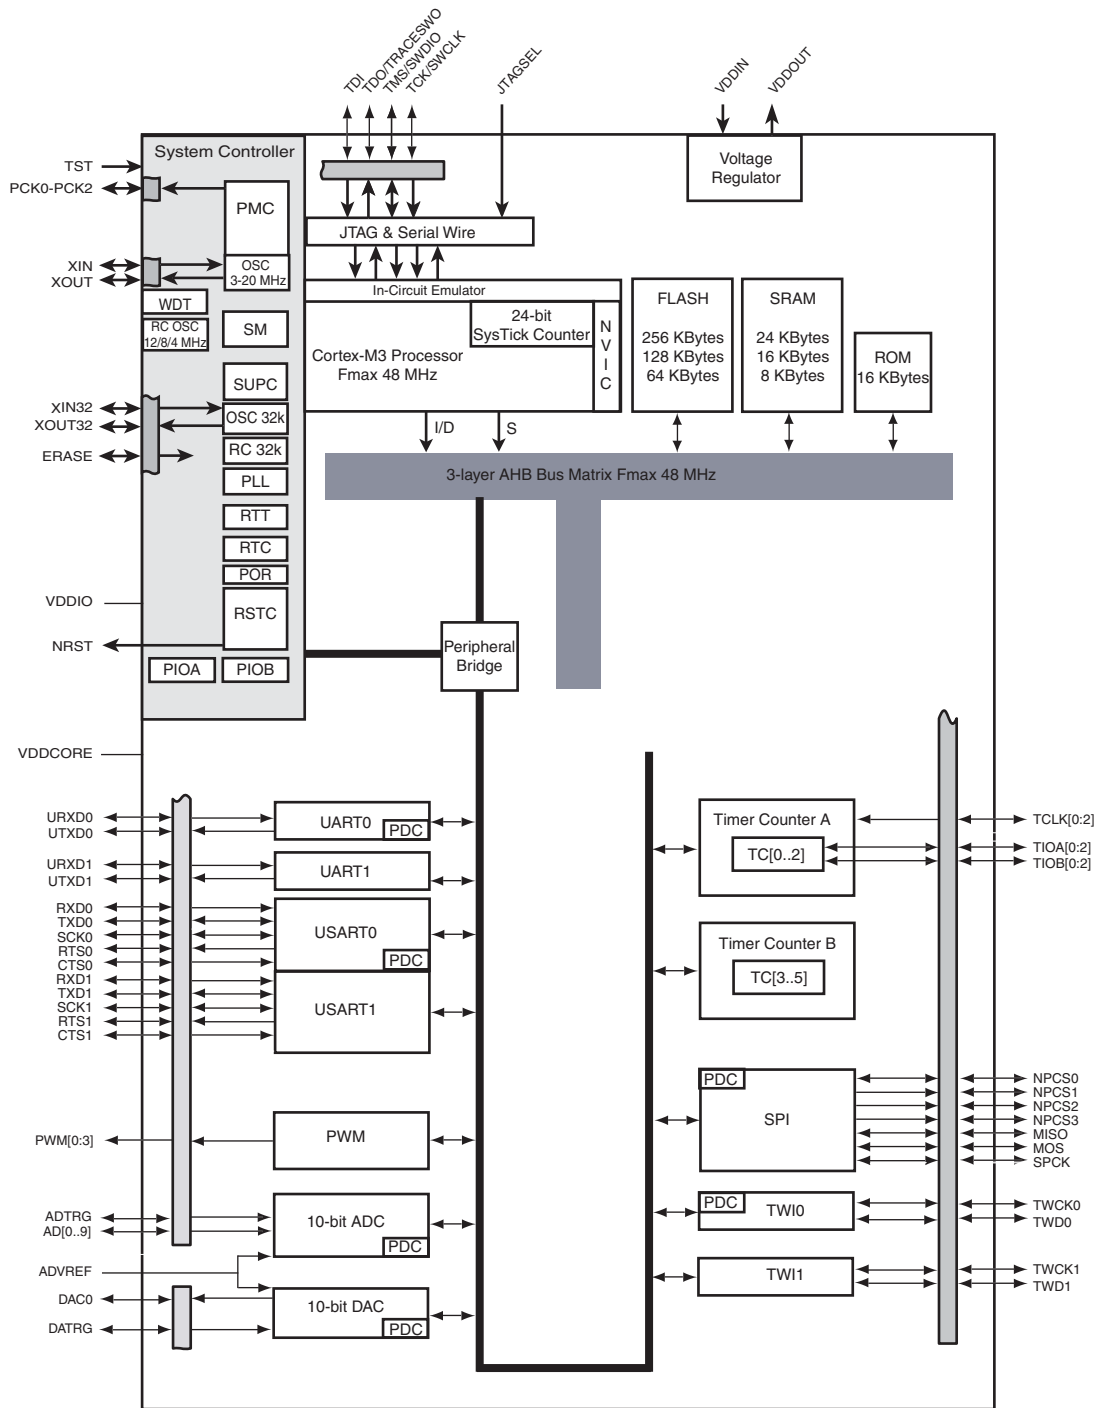 TDI
TDO/TRACESWO
TMS/SWDIO
TCK/SWCLK
JTAGSEL
VDDIN
VDDOUT
System Controller
Voltage
Regulator
TST
PCK0-PCK2
PMC
JTAG & Serial Wire
XIN
XOUT
OSC
3-20 MHz
In-Circuit Emulator
WDT
RC OSC
12/8/4 MHz
SM
24-bit
SysTick Counter
N
V
I
C
Cortex-M3 Processor
Fmax 48 MHz
FLASH
256 KBytes
128 KBytes
64 KBytes
SRAM
24 KBytes
16 KBytes
8 KBytes
ROM
16 KBytes
SUPC
XIN32
XOUT32
OSC 32k
I/D
S
ERASE
RC 32k
PLL
3-layer AHB Bus Matrix Fmax 48 MHz
RTT
RTC
POR
VDDIO
RSTC
NRST
PIOA
PIOB
Peripheral
Bridge
VDDCORE
URXD0
UTXD0
UART0
PDC
URXD1
UTXD1
UART1
RXD0
TXD0
SCK0
RTS0
CTS0
USART0
PDC
RXD1
TXD1
SCK1
RTS1
CTS1
USART1
PWM[0:3]
PWM
ADTRG
AD[0..9]
10-bit ADC
PDC
ADVREF
DAC0
DATRG
10-bit DAC
PDC
Timer Counter A
TC[0..2]
TCLK[0:2]
TIOA[0:2]
TIOB[0:2]
Timer Counter B
TC[3..5]
PDC
SPI
NPCS0
NPCS1
NPCS2
NPCS3
MISO
MOS
SPCK
PDC
TWI0
TWCK0
TWD0
TWI1
TWCK1
TWD1